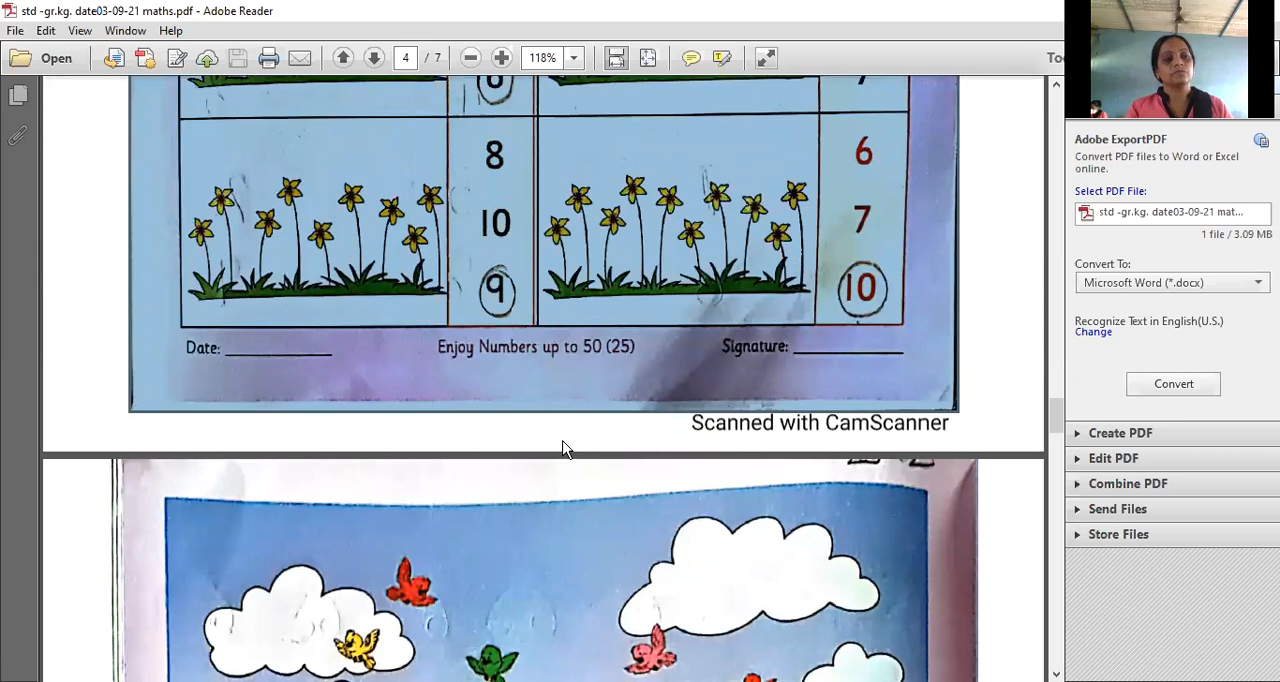 std -gr.kg. date03-09-21 maths.pdf - Adobe Reader
File Edit View Window Help
Open 4 / 7 118%
8 6
10 7
9 10
Date: Enjoy Numbers up to 50 (25) Signature:
Scanned with CamScanner
Adobe ExportPDF
Convert PDF files to Word or Excel
online.
Select PDF File:
std -gr.kg. date03-09-21 mat...
1 file / 3.09 MB
Convert To:
Microsoft Word (*.docx)
Recognize Text in English(U.S.)
Change
Convert
Create PDF
Edit PDF
Combine PDF
Send Files
Store Files